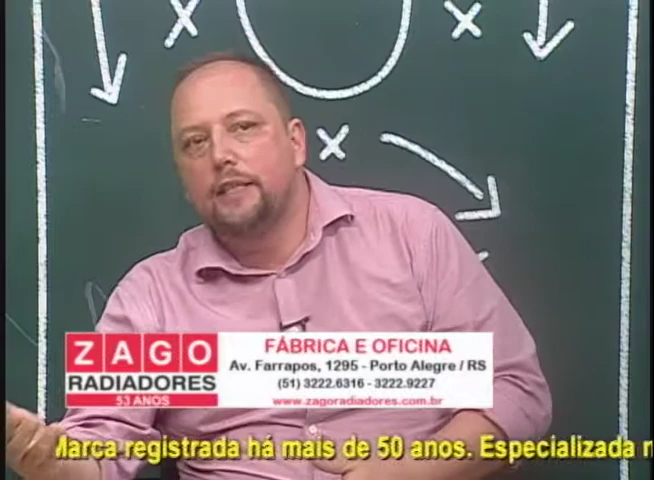 ZAGO
RADIADORES
53 ANOS
FÁBRICA E OFICINA
Av. Farrapos, 1295 - Porto Alegre / RS
(51) 3222.6316 - 3222.9227
www.zagoradiadores.com.br
Marca registrada há mais de 50 anos. Especializada